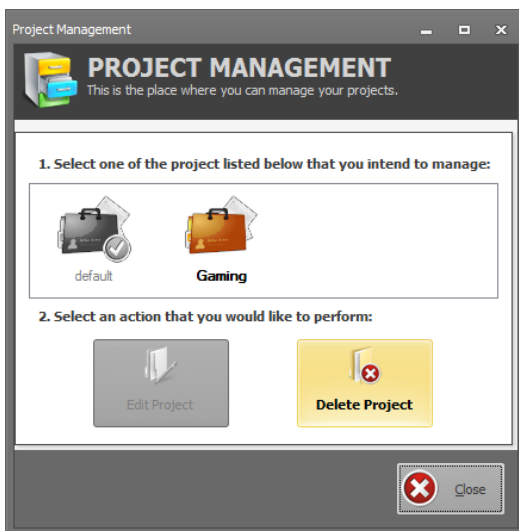 Project Management
PROJECT MANAGEMENT
This is the place where you can manage your projects.
1. Select one of the project listed below that you intend to manage:
default
Gaming
2. Select an action that you would like to perform:
Edit Project
Delete Project
Close